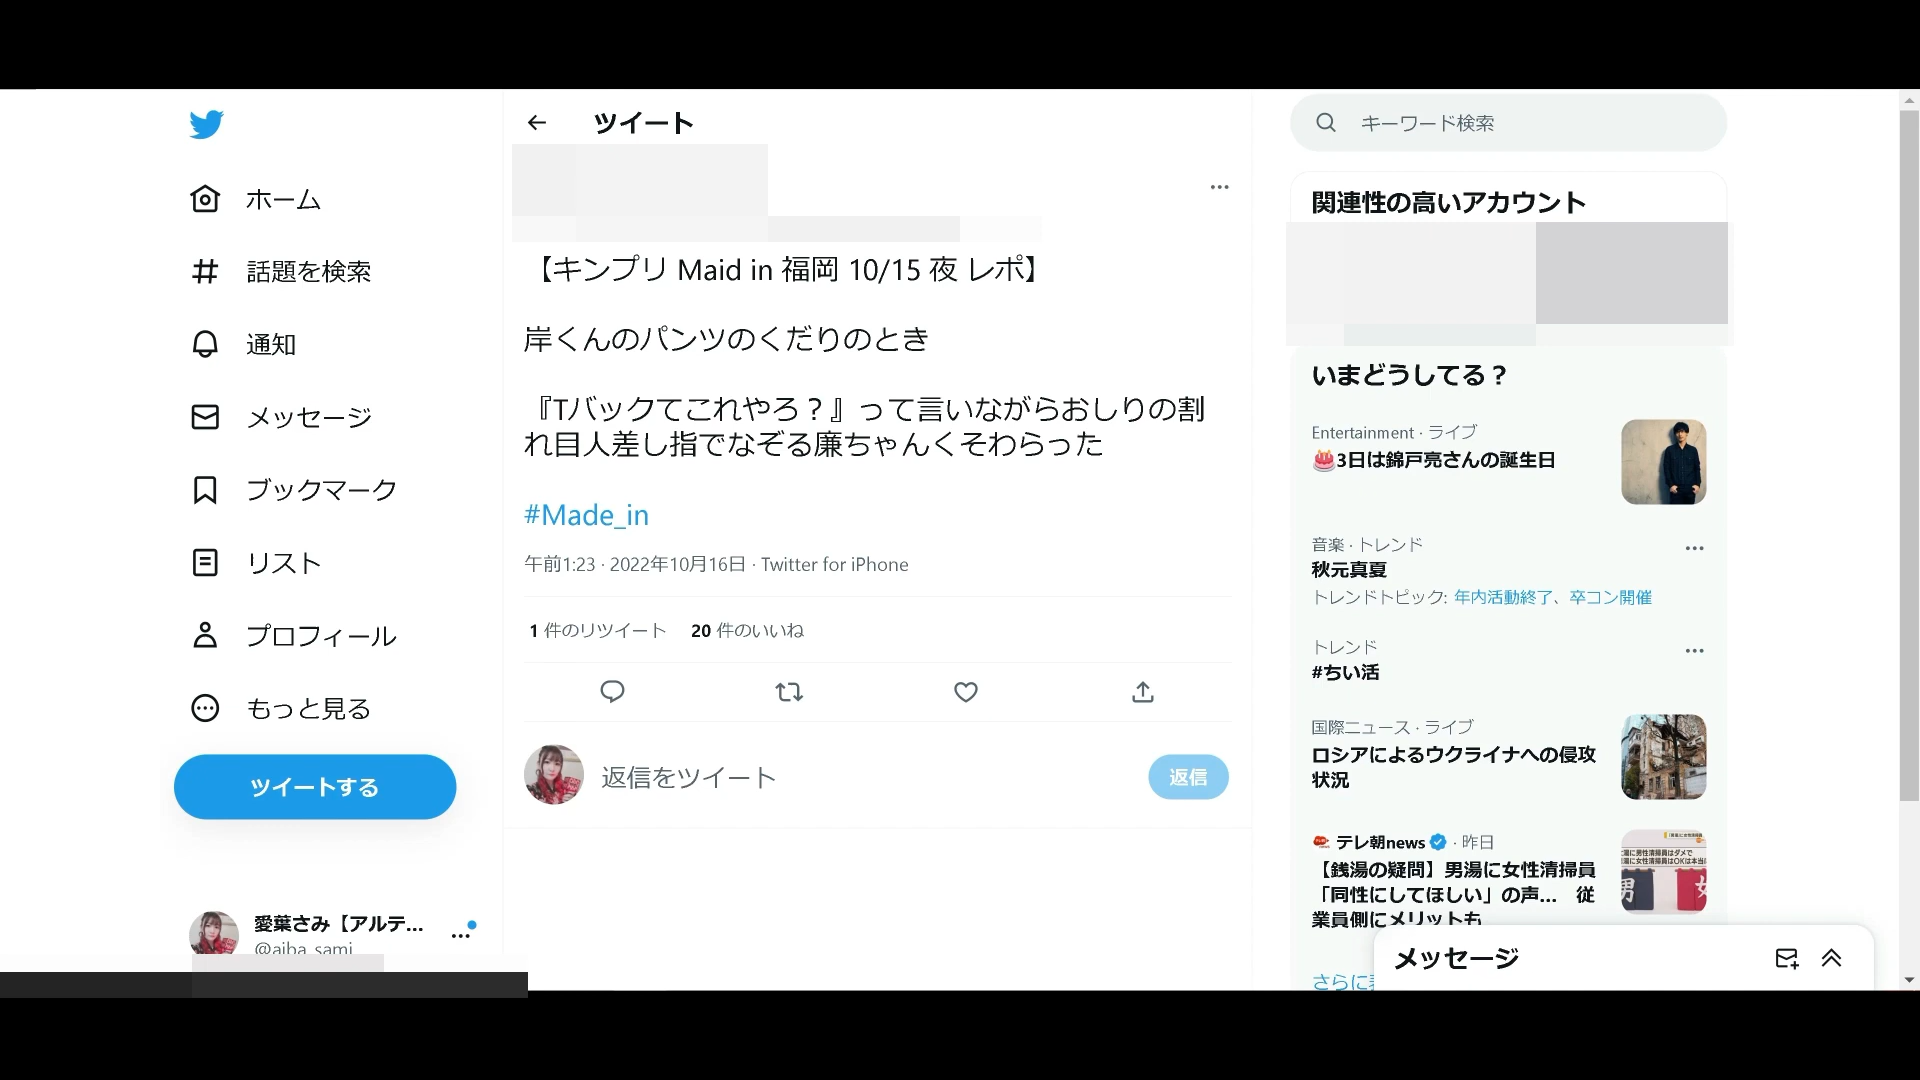 ホーム
話題を検索
通知
メッセージ
ブックマーク
リスト
プロフィール
もっと見る
ツイートする
愛葉さみ【アルテ...
@aiba_sami
ツイート
【キンプリ Maid in 福岡 10/15 夜 レポ】
岸くんのパンツのくだりのとき
『Tバックてこれやろ？』って言いながらおしりの割
れ目人差し指でなぞる廉ちゃんくそわらった
#Made_in
午前1:23 · 2022年10月16日 · Twitter for iPhone
1 件のリツイート 20 件のいいね
返信をツイート
返信
キーワード検索
関連性の高いアカウント
いまどうしてる？
Entertainment · ライブ
🎂3日は錦戸亮さんの誕生日
音楽 · トレンド
秋元真夏
トレンドトピック: 年内活動終了、卒コン開催
トレンド
#ちい活
国際ニュース · ライブ
ロシアによるウクライナへの侵攻
状況
テレ朝news · 昨日
【銭湯の疑問】男湯に女性清掃員
「同性にしてほしい」の声... 従
業員側にメリットも
さらに
メッセージ